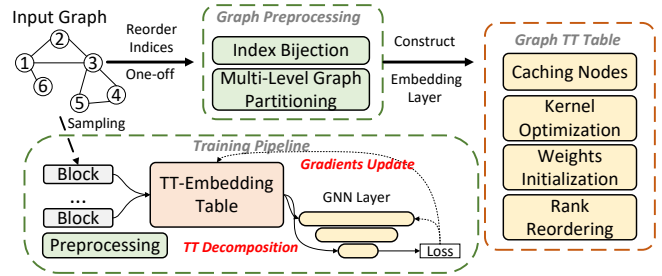 Input Graph
1
2
3
6
5
4
Reorder
Indices
One-off
Graph Preprocessing
Index Bijection
Multi-Level Graph
Partitioning
Construct
Embedding
Layer
Graph TT Table
Caching Nodes
Kernel
Optimization
Weights
Initialization
Rank
Reordering
Sampling
Training Pipeline
Block
...
Block
Preprocessing
TT-Embedding
Table
TT Decomposition
Gradients Update
GNN Layer
Loss